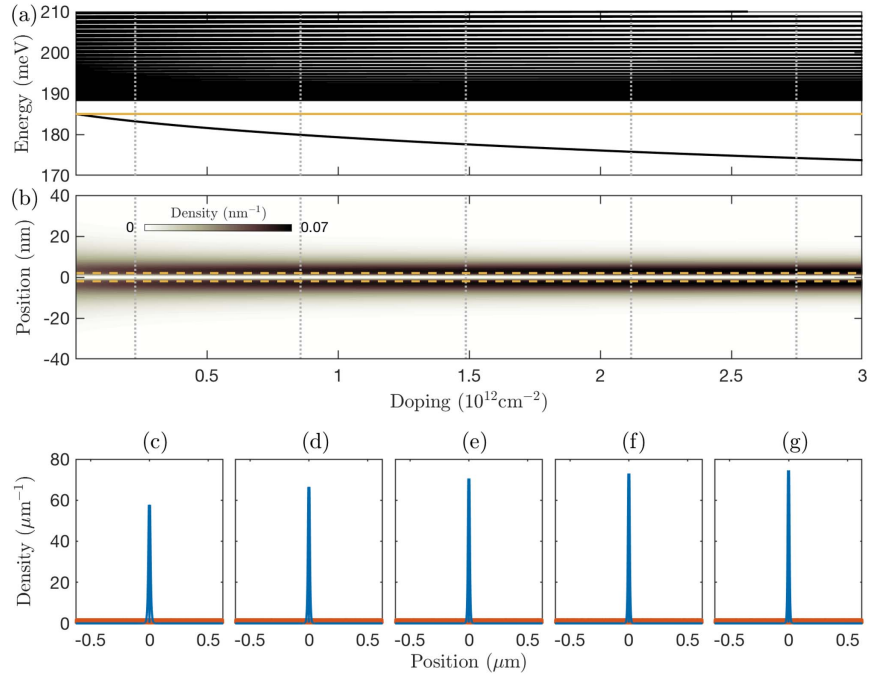 (a)
210
200
190
180
170
Energy (meV)
(b)
40
20
0
-20
-40
Position (nm)
Density (nm⁻¹)
0 0.07
0.5 1 1.5 2 2.5 3
Doping (10¹²cm⁻²)
(c) (d) (e) (f) (g)
80
60
40
20
0
Density (μm⁻¹)
-0.5 0 0.5 -0.5 0 0.5 -0.5 0 0.5 -0.5 0 0.5 -0.5 0 0.5
Position (μm)